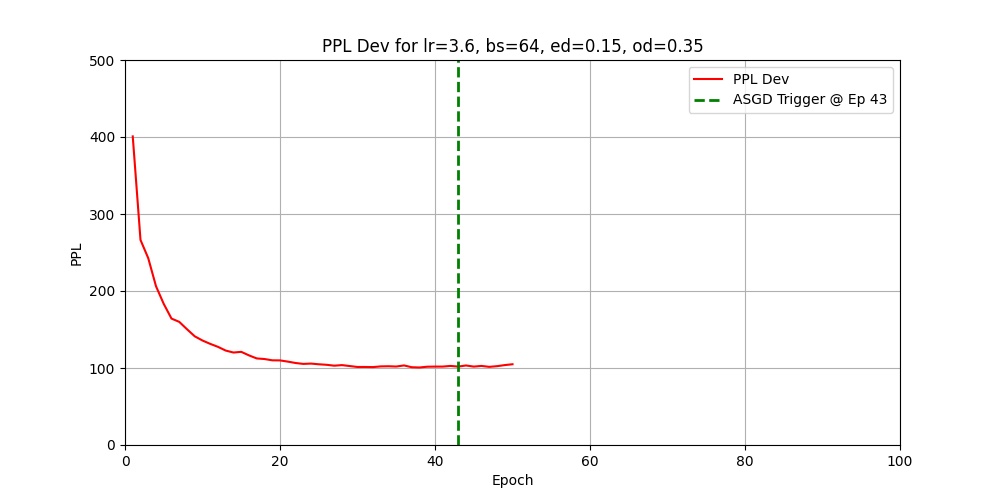 PPL Dev for lr=3.6, bs=64, ed=0.15, od=0.35
500
400
300
200
100
0
PPL
PPL Dev
ASGD Trigger @ Ep 43
0 20 40 60 80 100
Epoch